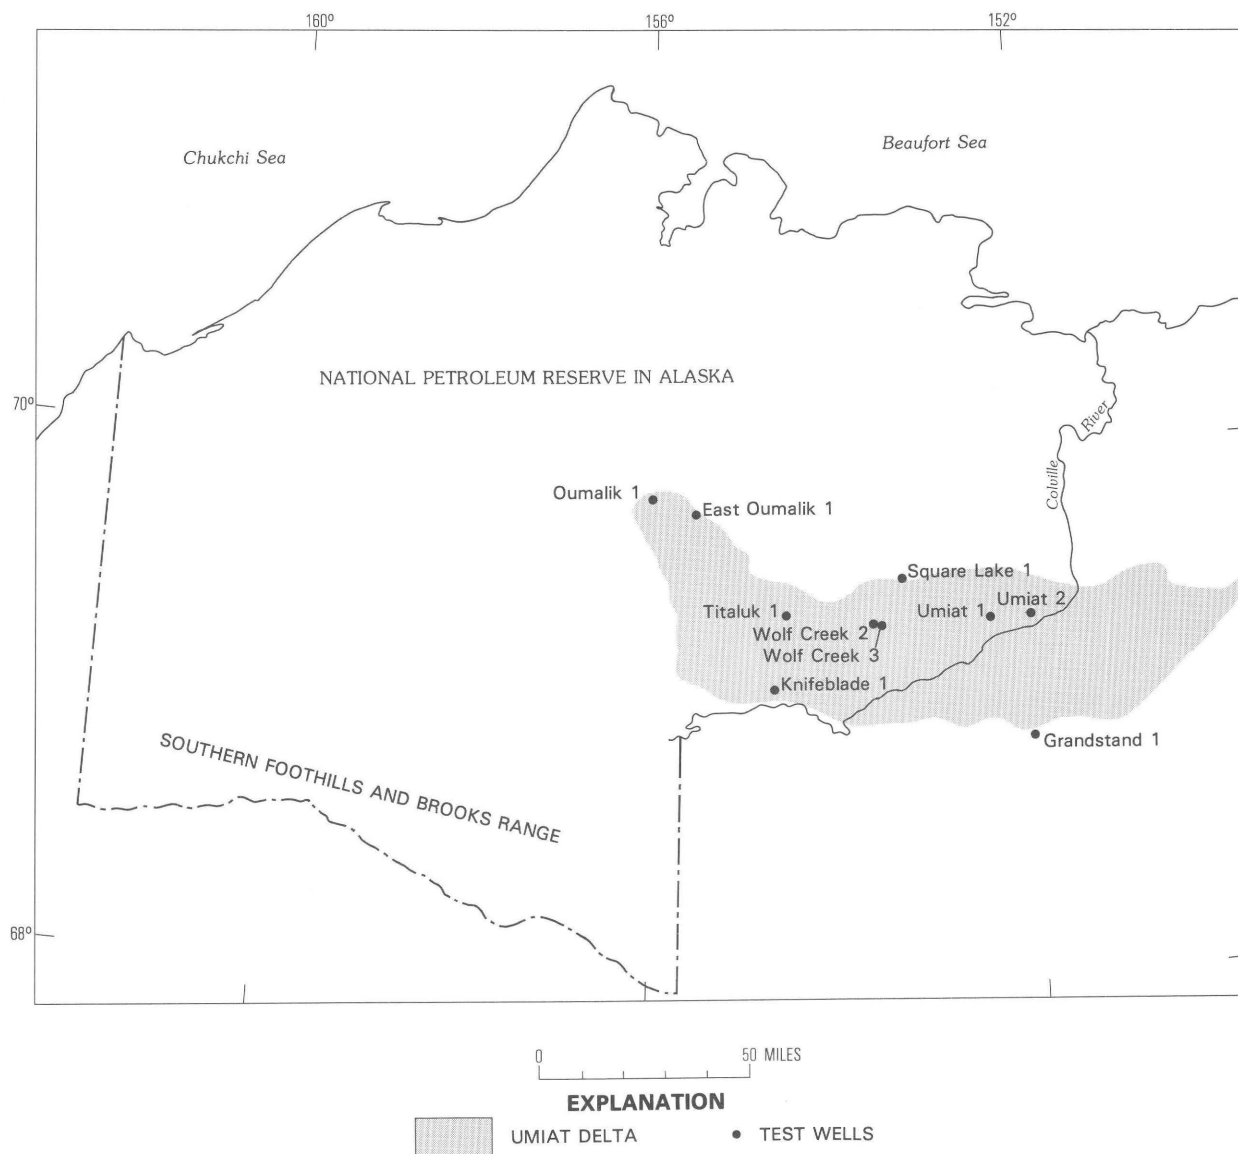 160° 156° 152°
Chukchi Sea
Beaufort Sea
NATIONAL PETROLEUM RESERVE IN ALASKA
70°
River
Colville
Oumalik 1
East Oumalik 1
Square Lake 1
Titaluk 1
Umiat 1
Umiat 2
Wolf Creek 2
Wolf Creek 3
Knifeblade 1
Grandstand 1
SOUTHERN FOOTHILLS AND BROOKS RANGE
68°
0 50 MILES
EXPLANATION
UMIAT DELTA
TEST WELLS